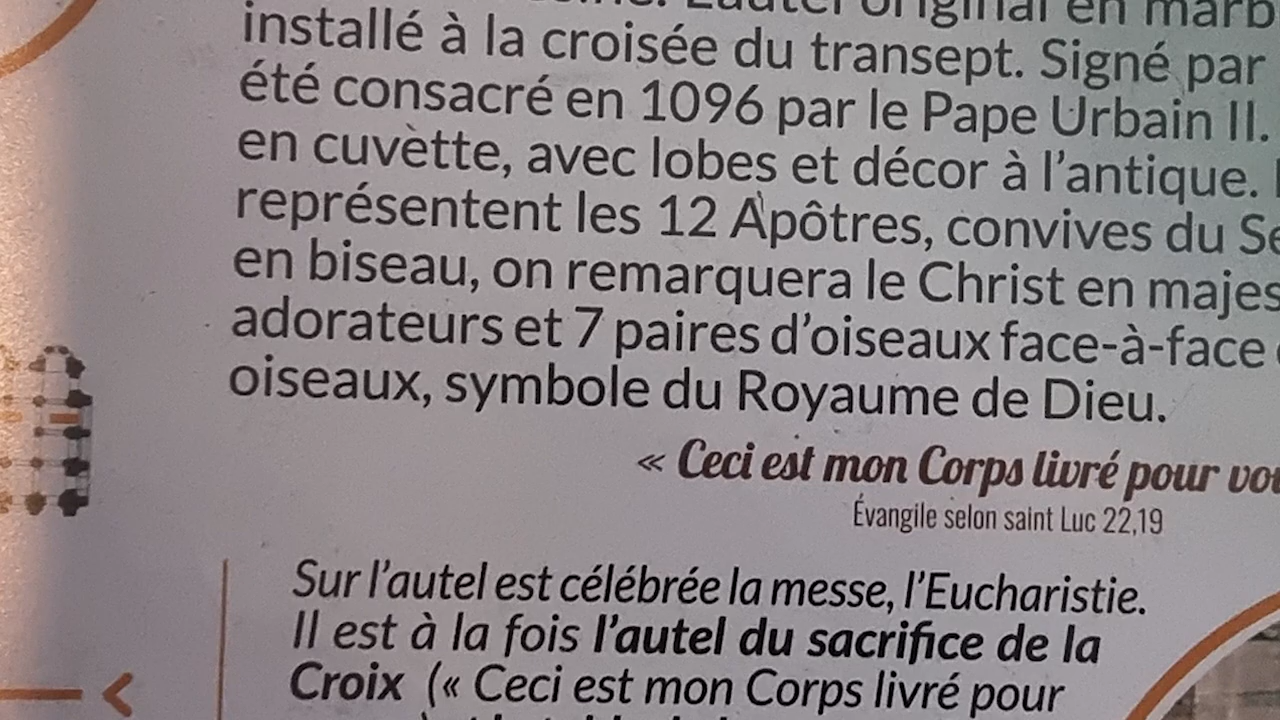 L'autel original en
installé à la croisée du transept. Signé par
été consacré en 1096 par le Pape Urbain II.
en cuvette, avec lobes et décor à l'antique.
représentent les 12 Apôtres, convives du
en biseau, on remarquera le Christ en
adorateurs et 7 paires d'oiseaux face-à-face
oiseaux, symbole du Royaume de Dieu.
« Ceci est mon Corps livré pour
Évangile selon saint Luc 22,19
Sur l'autel est célébrée la messe, l'Eucharistie.
Il est à la fois l'autel du sacrifice de la
Croix (« Ceci est mon Corps livré pour